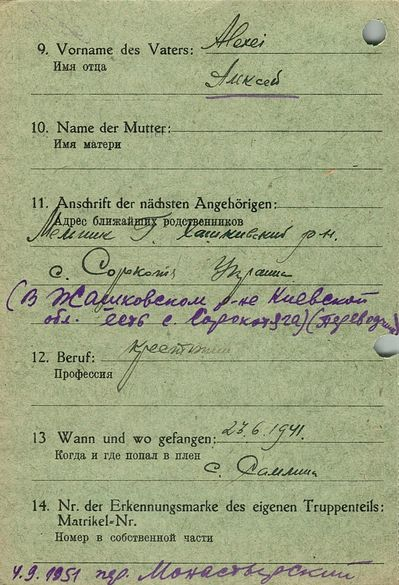 9. Vorname des Vaters: Alexei
Имя отца
Алексей
10. Name der Mutter:
Имя матери
11. Anschrift der nächsten Angehörigen:
Адрес ближайших родственников
Г. Хашкивский р-н.
с. Сорокотя Украина
(В Жашковском р-не Киевской
обл. есть с. Сорокотяга) (переводчик)
12. Beruf: крестьянин
Профессия
13 Wann und wo gefangen: 23.6.1941.
Когда и где попал в плен
с.
14. Nr. der Erkennungsmarke des eigenen Truppenteils:
Matrikel-Nr.
Номер в собственной части
4.9.1951 пер. Монастырский